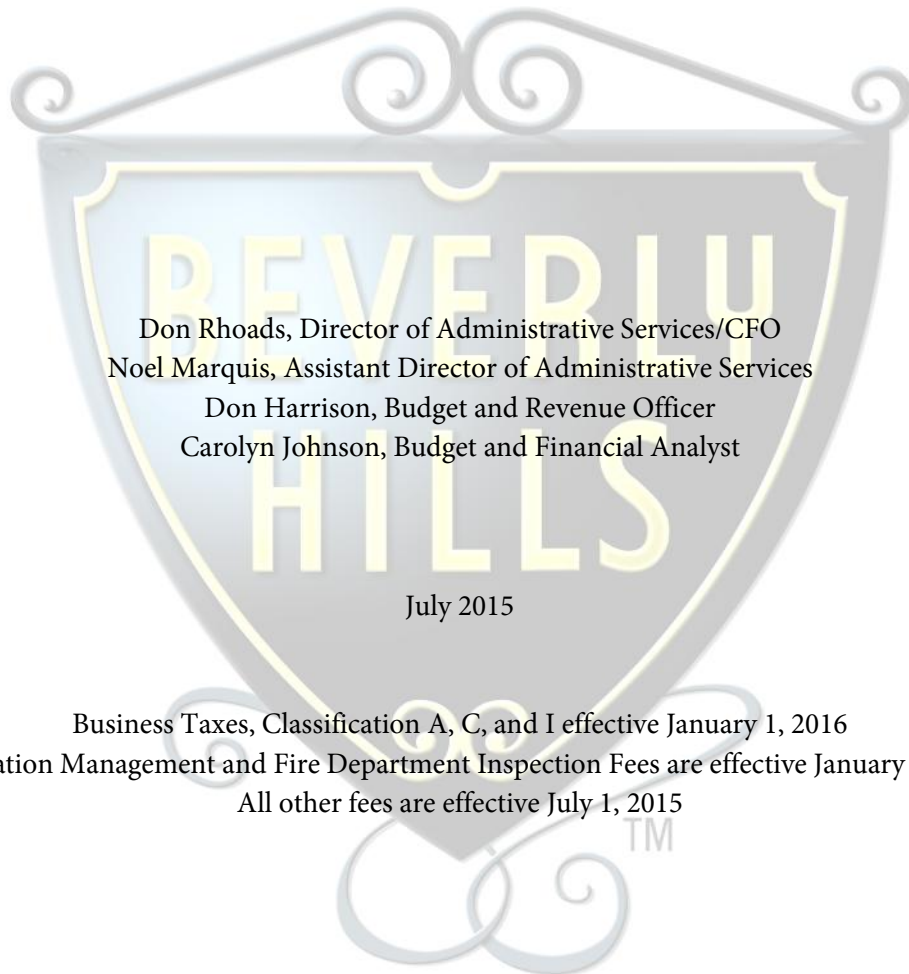 BEVERLY
HILLS
Don Rhoads, Director of Administrative Services/CFO
Noel Marquis, Assistant Director of Administrative Services
Don Harrison, Budget and Revenue Officer
Carolyn Johnson, Budget and Financial Analyst
July 2015
Business Taxes, Classification A, C, and I effective January 1, 2016
Management and Fire Department Inspection Fees are effective January
All other fees are effective July 1, 2015
TM